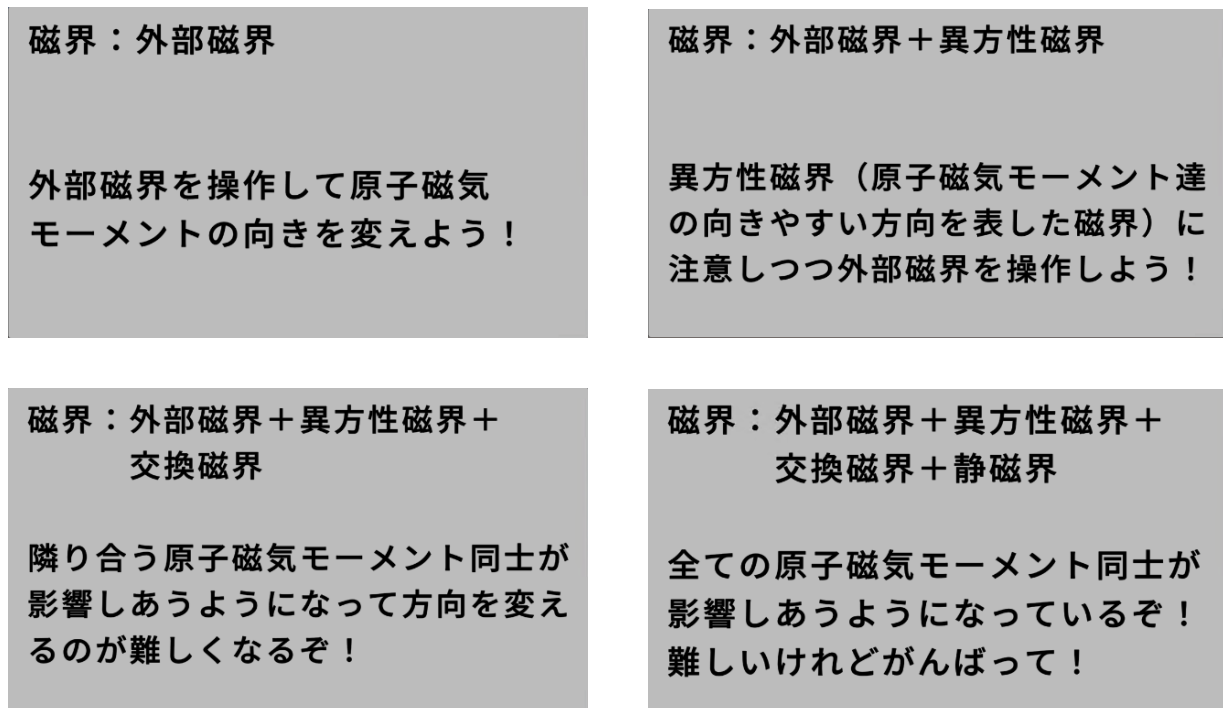 磁界：外部磁界
外部磁界を操作して原子磁気
モーメントの向きを変えよう！
磁界：外部磁界＋異方性磁界
異方性磁界（原子磁気モーメント達
の向きやすい方向を表した磁界）に
注意しつつ外部磁界を操作しよう！
磁界：外部磁界＋異方性磁界＋
交換磁界
隣り合う原子磁気モーメント同士が
影響しあうようになって方向を変え
るのが難しくなるぞ！
磁界：外部磁界＋異方性磁界＋
交換磁界＋静磁界
全ての原子磁気モーメント同士が
影響しあうようになっているぞ！
難しいけれどがんばって！